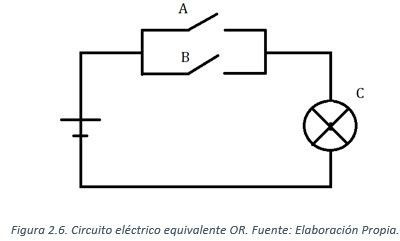 A
B
C
Figura 2.6. Circuito eléctrico equivalente OR. Fuente: Elaboración Propia.